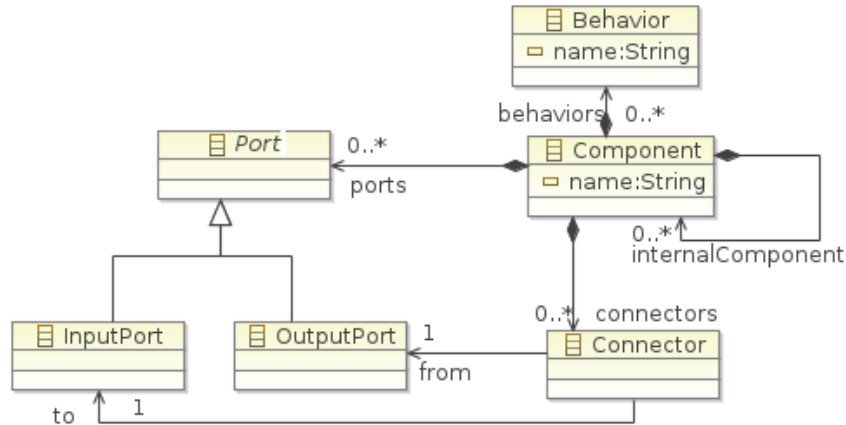 Behavior
name:String
behaviors 0..*
Port
0..*
ports
Component
name:String
0..*
internalComponent
0..* connectors
InputPort
OutputPort
1
from
Connector
to
1